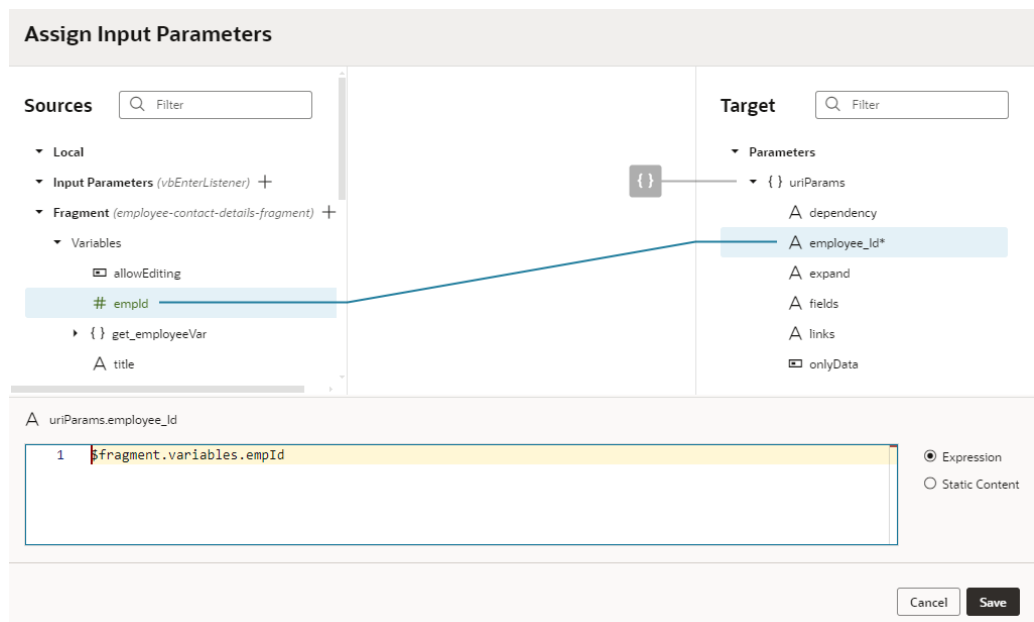 Assign Input Parameters
Sources
Filter
Local
Input Parameters (vbEnterListener) +
Fragment (employee-contact-details-fragment) +
Variables
allowEditing
# empId
{ } get_employeeVar
A title
Target
Filter
Parameters
{ }
{ } uriParams
A dependency
A employee_Id*
A expand
A fields
A links
onlyData
A uriParams.employee_Id
1 $fragment.variables.empId
Expression
Static Content
Cancel Save